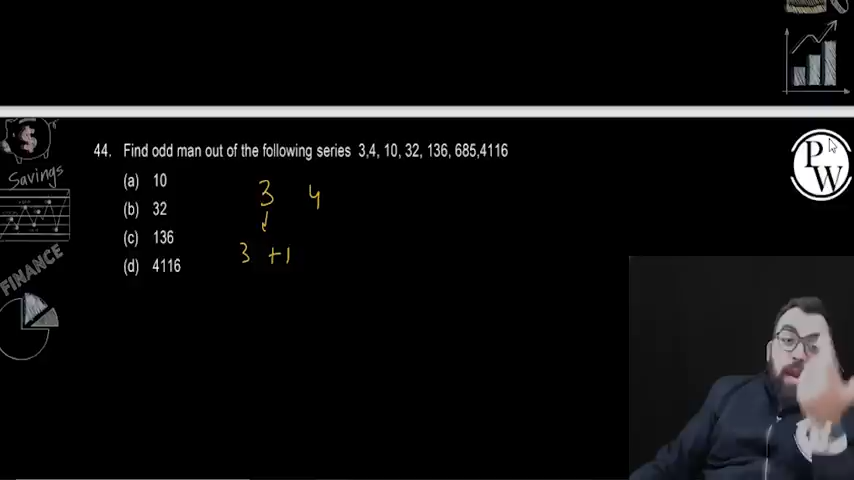 44. Find odd man out of the following series 3,4, 10, 32, 136, 685,4116
(a) 10
(b) 32
(c) 136
(d) 4116
3 4
3 +1
$
Savings
FINANCE
PW